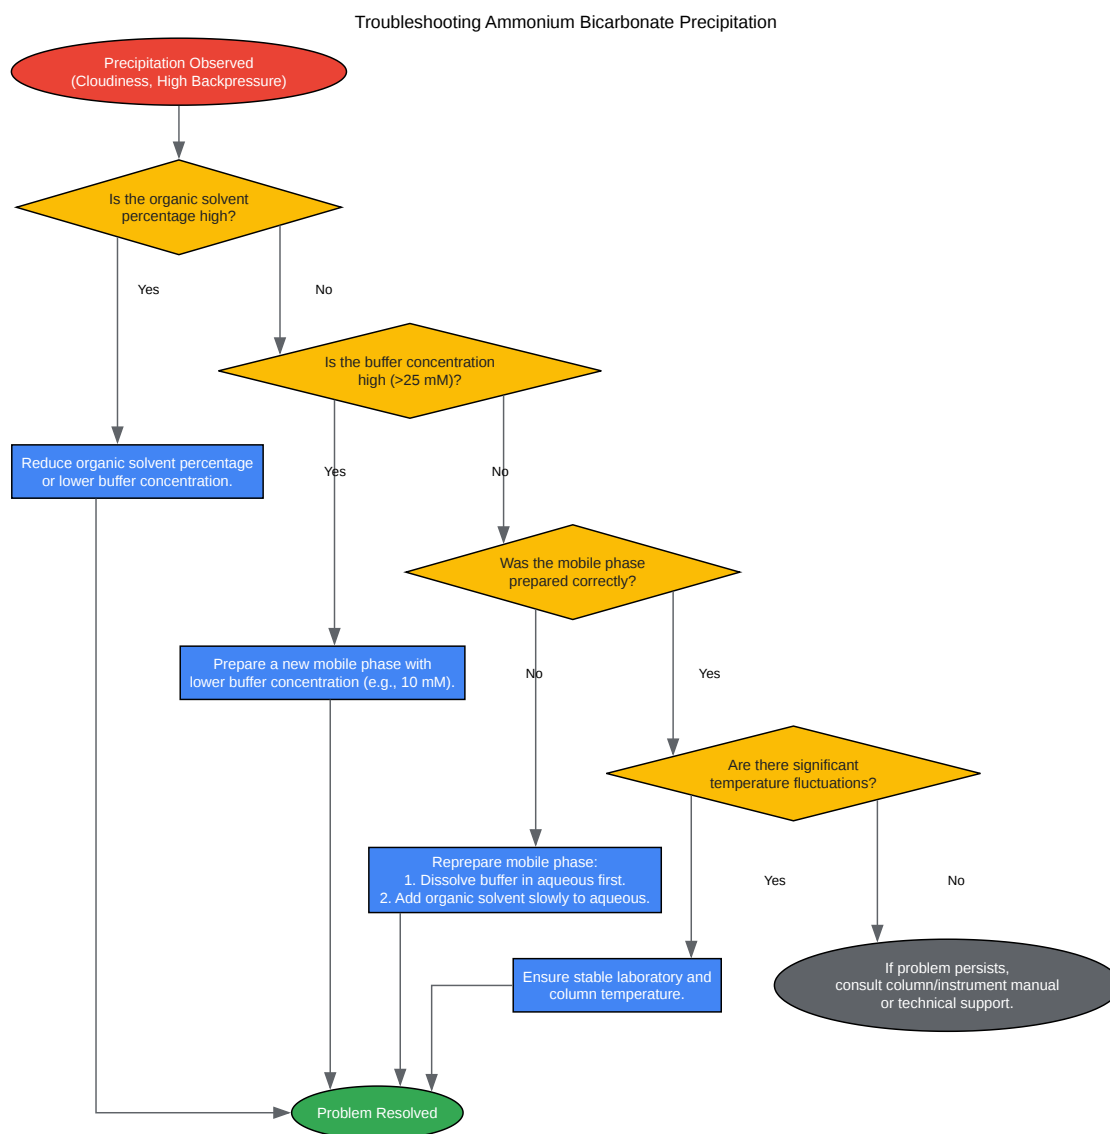 Troubleshooting Ammonium Bicarbonate Precipitation
Precipitation Observed
(Cloudiness, High Backpressure)
Is the organic solvent
percentage high?
Yes
No
Is the buffer concentration
high (>25 mM)?
Reduce organic solvent percentage
or lower buffer concentration.
Yes
No
Was the mobile phase
prepared correctly?
Prepare a new mobile phase with
lower buffer concentration (e.g., 10 mM).
No
Yes
Are there significant
temperature fluctuations?
Reprepare mobile phase:
1. Dissolve buffer in aqueous first.
2. Add organic solvent slowly to aqueous.
Yes
No
Ensure stable laboratory and
column temperature.
If problem persists,
consult column/instrument manual
or technical support.
Problem Resolved